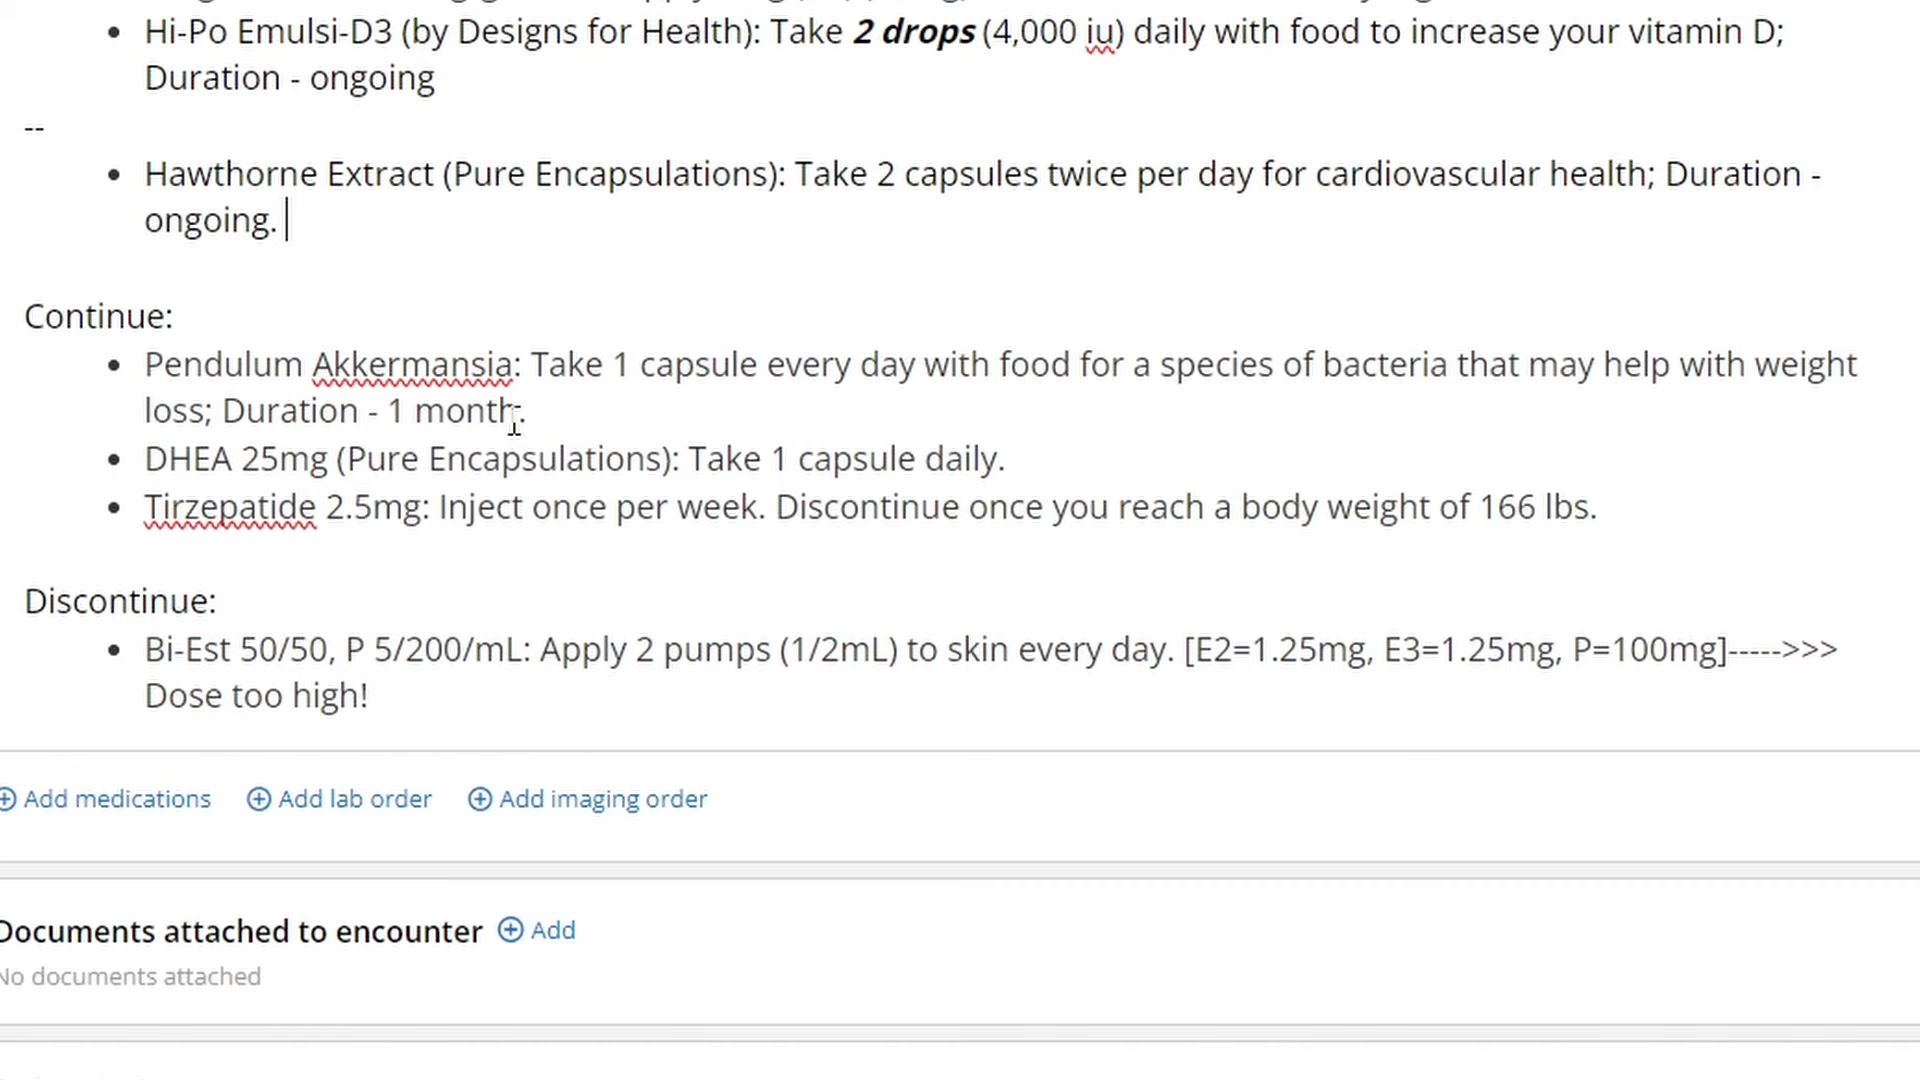 Hi-Po Emulsi-D3 (by Designs for Health): Take 2 drops (4,000 iu) daily with food to increase your vitamin D;
Duration - ongoing
--
Hawthorne Extract (Pure Encapsulations): Take 2 capsules twice per day for cardiovascular health; Duration -
ongoing.
Continue:
Pendulum Akkermansia: Take 1 capsule every day with food for a species of bacteria that may help with weight
loss; Duration - 1 month.
DHEA 25mg (Pure Encapsulations): Take 1 capsule daily.
Tirzepatide 2.5mg: Inject once per week. Discontinue once you reach a body weight of 166 lbs.
Discontinue:
Bi-Est 50/50, P 5/200/mL: Apply 2 pumps (1/2mL) to skin every day. [E2=1.25mg, E3=1.25mg, P=100mg]----->>>
Dose too high!
Add medications Add lab order Add imaging order
Documents attached to encounter Add
No documents attached